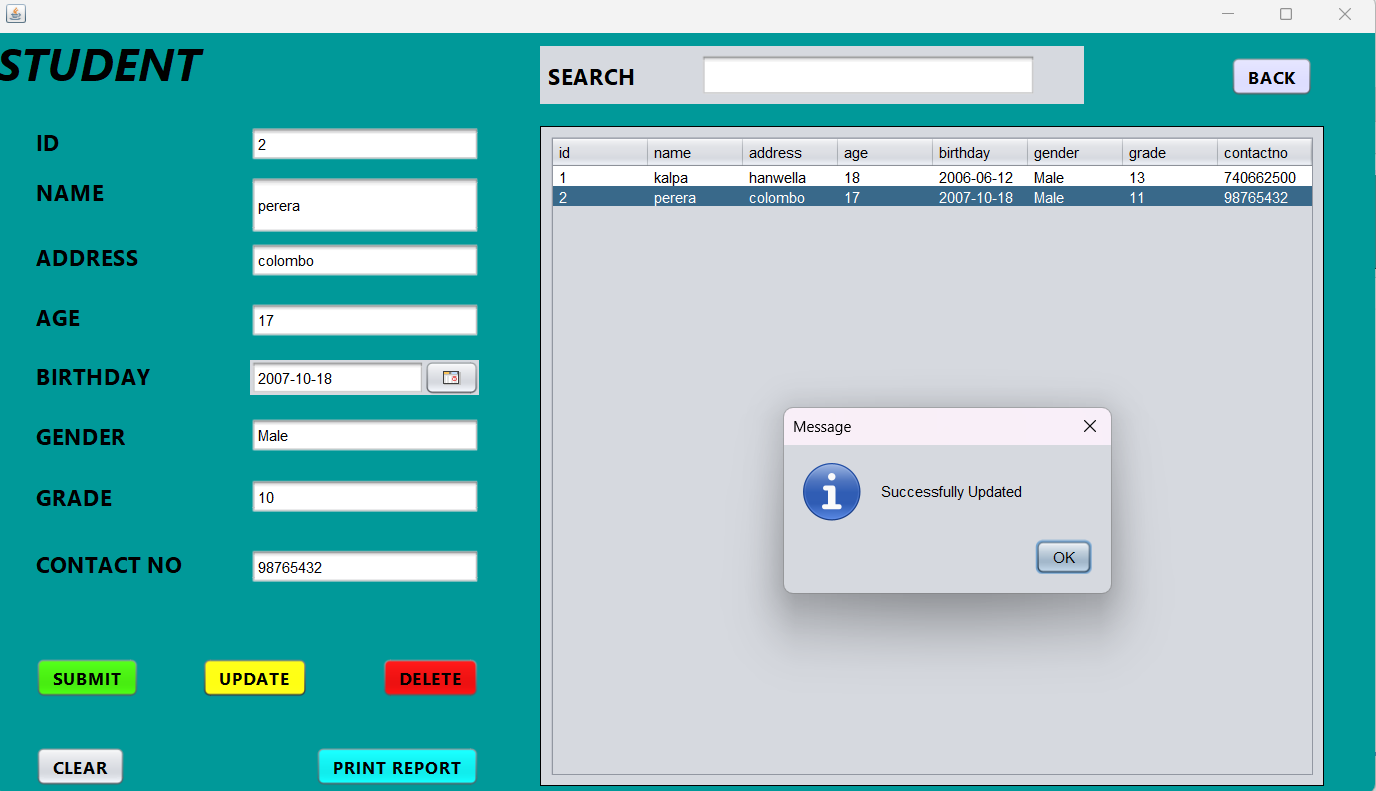 STUDENT
SEARCH
BACK
ID 2
NAME perera
ADDRESS colombo
AGE 17
BIRTHDAY 2007-10-18
GENDER Male
GRADE 10
CONTACT NO 98765432
SUBMIT UPDATE DELETE
CLEAR PRINT REPORT
id name address age birthday gender grade contactno
1 kalpa hanwella 18 2006-06-12 Male 13 740662500
2 perera colombo 17 2007-10-18 Male 11 98765432
Message
Successfully Updated
OK